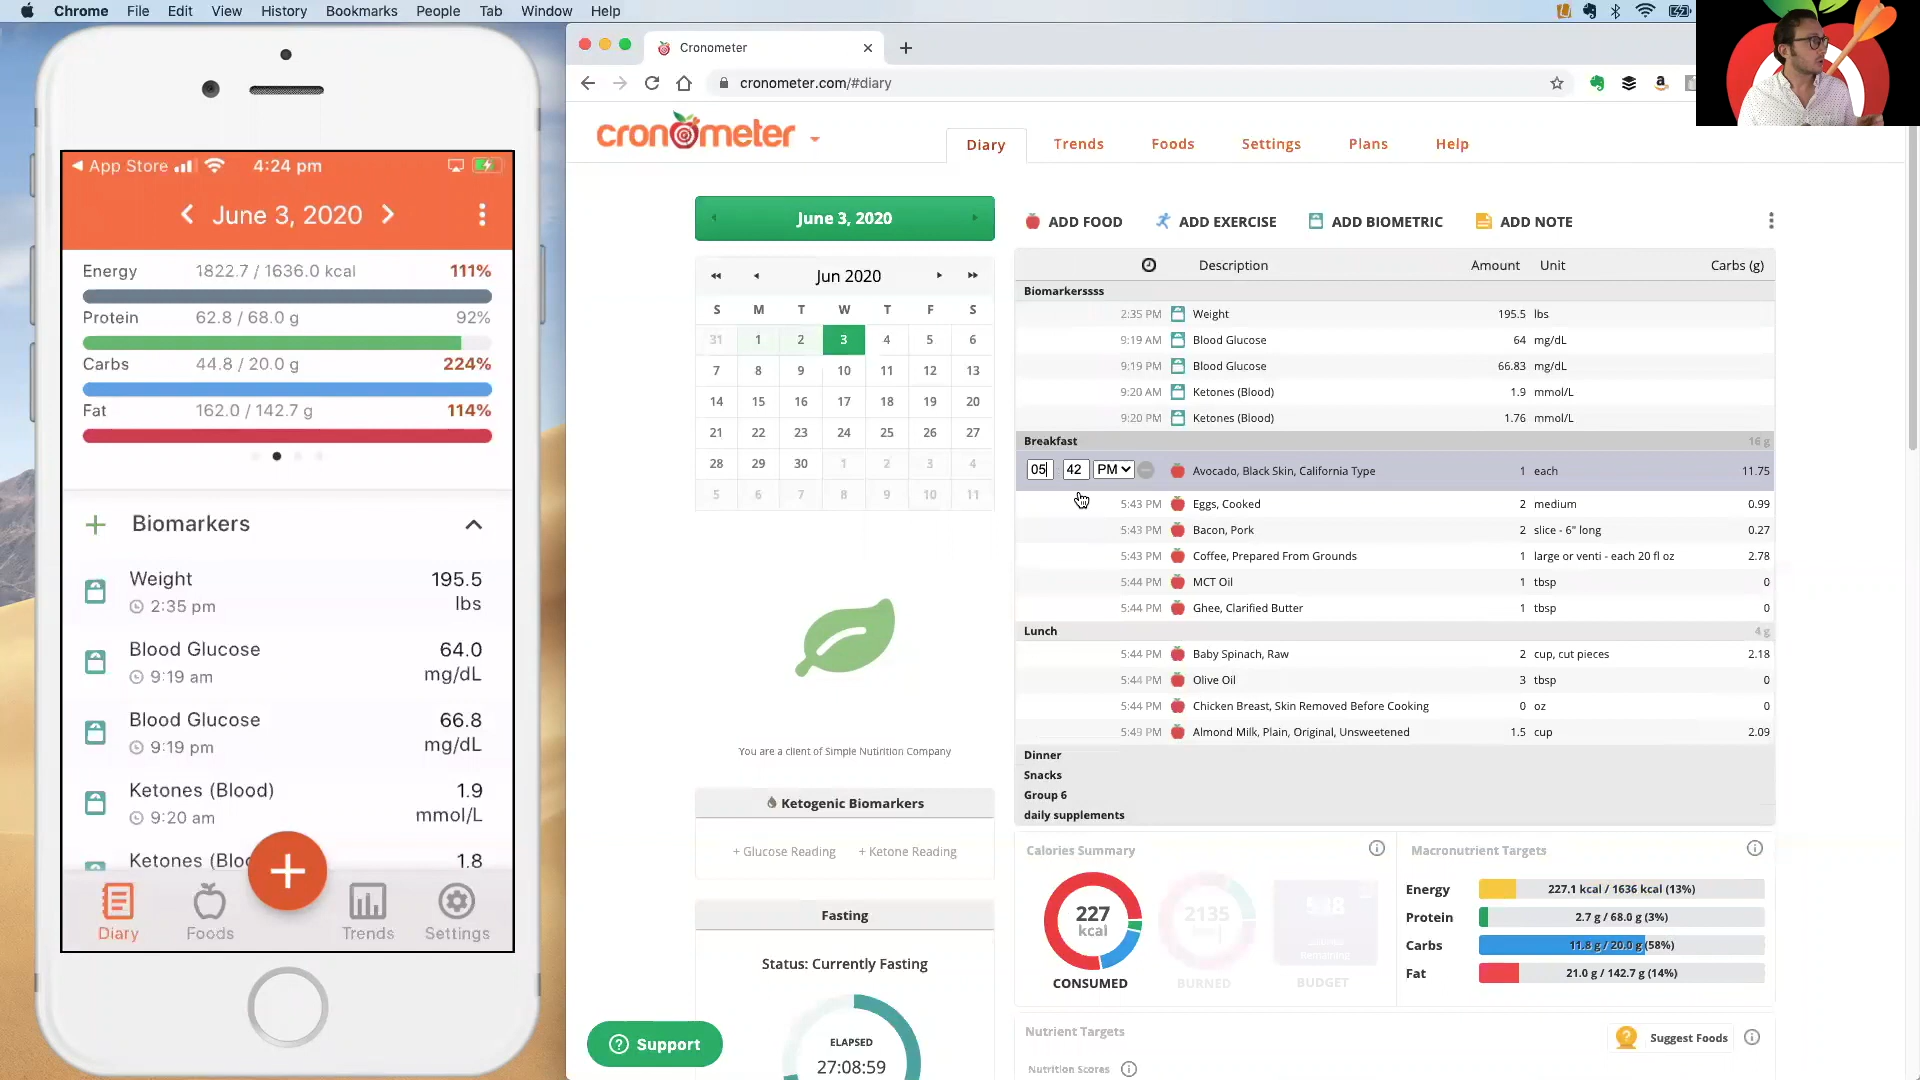 Chrome File Edit View History Bookmarks People Tab Window Help
App Store 4:24 pm
June 3, 2020
Energy 1822.7 / 1636.0 kcal 111%
Protein 62.8 / 68.0 g 92%
Carbs 44.8 / 20.0 g 224%
Fat 162.0 / 142.7 g 114%
+ Biomarkers
Weight 195.5
2:35 pm lbs
Blood Glucose 64.0
9:19 am mg/dL
Blood Glucose 66.8
9:19 pm mg/dL
Ketones (Blood) 1.9
9:20 am mmol/L
Ketones (Bloo 1.8
+
Diary Foods Trends Settings
Cronometer
cronometer.com/#diary
cronometer
Diary Trends Foods Settings Plans Help
June 3, 2020
Jun 2020
S M T W T F S
31 1 2 3 4 5 6
7 8 9 10 11 12 13
14 15 16 17 18 19 20
21 22 23 24 25 26 27
28 29 30 1 2 3 4
5 6 7 8 9 10 11
You are a client of Simple Nutrition Company
Ketogenic Biomarkers
+ Glucose Reading + Ketone Reading
Fasting
Status: Currently Fasting
ELAPSED
27:08:59
Support
ADD FOOD ADD EXERCISE ADD BIOMETRIC ADD NOTE
Description Amount Unit Carbs (g)
Biomarkerssss
2:35 PM Weight 195.5 lbs
9:19 AM Blood Glucose 64 mg/dL
9:19 PM Blood Glucose 66.83 mg/dL
9:20 AM Ketones (Blood) 1.9 mmol/L
9:20 PM Ketones (Blood) 1.76 mmol/L
Breakfast 16 g
05 : 42 PM Avocado, Black Skin, California Type 1 each 11.75
5:43 PM Eggs, Cooked 2 medium 0.99
5:43 PM Bacon, Pork 2 slice - 6" long 0.27
5:43 PM Coffee, Prepared From Grounds 1 large or venti - each 20 fl oz 2.78
5:44 PM MCT Oil 1 tbsp 0
5:44 PM Ghee, Clarified Butter 1 tbsp 0
Lunch 4 g
5:44 PM Baby Spinach, Raw 2 cup, cut pieces 2.18
5:44 PM Olive Oil 3 tbsp 0
5:44 PM Chicken Breast, Skin Removed Before Cooking 0 oz 0
5:49 PM Almond Milk, Plain, Original, Unsweetened 1.5 cup 2.09
Dinner
Snacks
Group 6
daily supplements
Calories Summary
227
kcal
CONSUMED
2135
BURNED
BUDGET
Macronutrient Targets
Energy 227.1 kcal / 1636 kcal (13%)
Protein 2.7 g / 68.0 g (3%)
Carbs 11.8 g / 20.0 g (58%)
Fat 21.0 g / 142.7 g (14%)
Nutrient Targets
Suggest Foods
Nutrition Scores